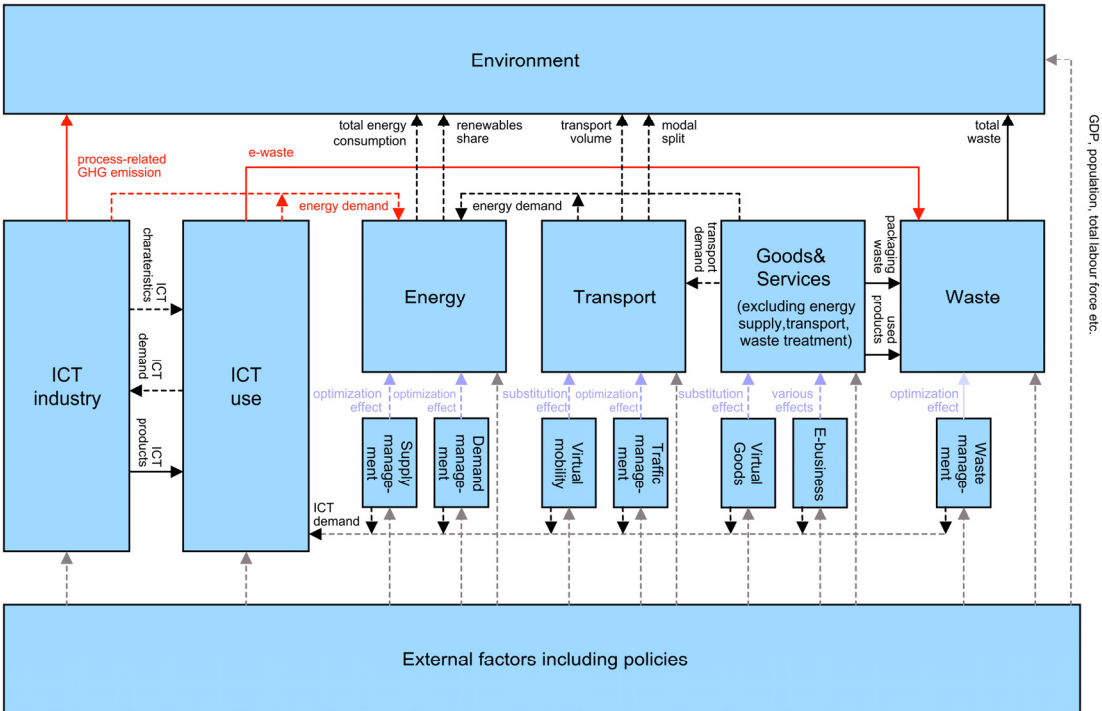 Environment
total energy
consumption
renewables
share
transport
volume
modal
split
total
waste
process-related
GHG emission
e-waste
energy demand
energy demand
GDP, population, total labour force etc.
ICT
charateristics
ICT
demand
ICT
products
ICT
industry
ICT
use
Energy
Transport
transport
demand
Goods&
Services
(excluding energy
supply,transport,
waste treatment)
packaging
waste
used
products
Waste
optimization
effect
optimization
effect
substitution
effect
optimization
effect
substitution
effect
various
effects
optimization
effect
Supply
manage-
ment
Demand
manage-
ment
Virtual
mobility
Traffic
manage-
ment
Virtual
Goods
E-business
Waste
manage-
ment
ICT
demand
External factors including policies